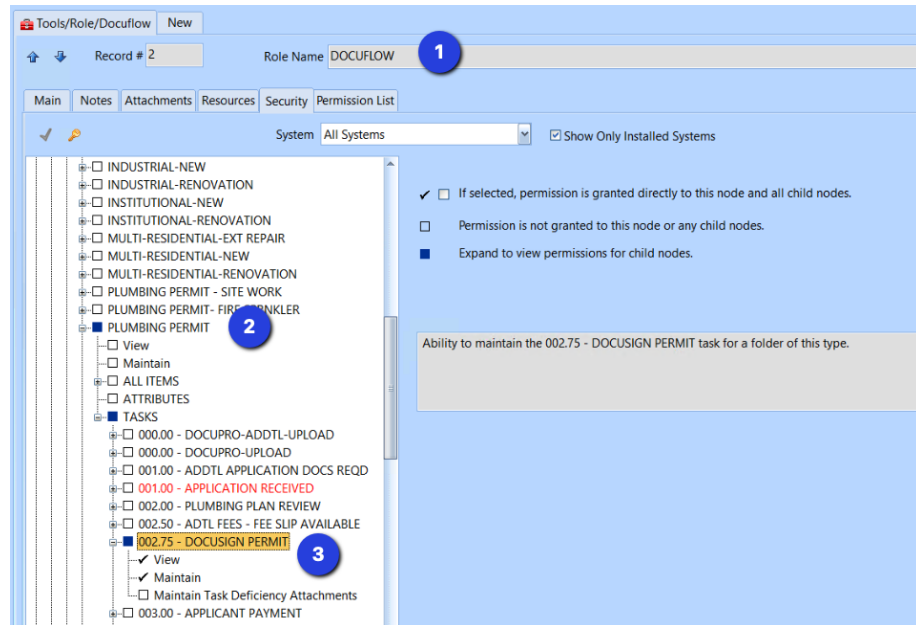 Tools/Role/Docuflow New
Record # 2 Role Name DOCUFLOW 1
Main Notes Attachments Resources Security Permission List
System All Systems Show Only Installed Systems
INDUSTRIAL-NEW
INDUSTRIAL-RENOVATION
INSTITUTIONAL-NEW
INSTITUTIONAL-RENOVATION
MULTI-RESIDENTIAL-EXT REPAIR
MULTI-RESIDENTIAL-NEW
MULTI-RESIDENTIAL-RENOVATION
PLUMBING PERMIT - SITE WORK
PLUMBING PERMIT- FIRE
PLUMBING PERMIT 2
View
Maintain
ALL ITEMS
ATTRIBUTES
TASKS
000.00 - DOCUPRO-ADDTL-UPLOAD
000.00 - DOCUPRO-UPLOAD
001.00 - ADDTL APPLICATION DOCS REQD
001.00 - APPLICATION RECEIVED
002.00 - PLUMBING PLAN REVIEW
002.50 - ADTL FEES - FEE SLIP AVAILABLE
002.75 - DOCUSIGN PERMIT 3
View
Maintain
Maintain Task Deficiency Attachments
003.00 - APPLICANT PAYMENT
If selected, permission is granted directly to this node and all child nodes.
Permission is not granted to this node or any child nodes.
Expand to view permissions for child nodes.
Ability to maintain the 002.75 - DOCUSIGN PERMIT task for a folder of this type.